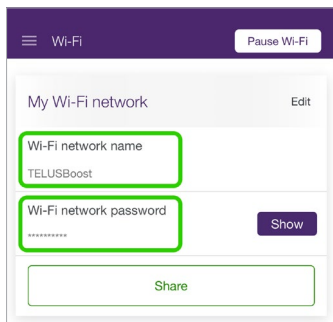 Wi-Fi
Pause Wi-Fi
My Wi-Fi network
Edit
Wi-Fi network name
TELUSBoost
Wi-Fi network password
**********
Show
Share